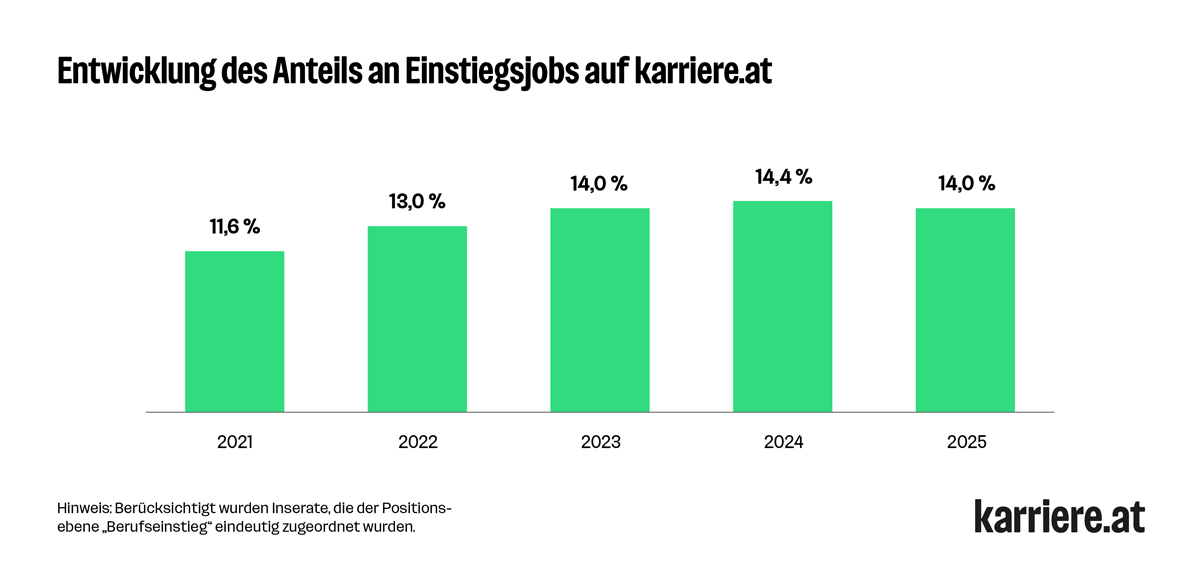 Entwicklung des Anteils an Einstiegsjobs auf karriere.at
11,6 %
13,0 %
14,0 %
14,4 %
14,0 %
2021
2022
2023
2024
2025
Hinweis: Berücksichtigt wurden Inserate, die der Positions-
ebene „Berufseinstieg“ eindeutig zugeordnet wurden.
karriere.at